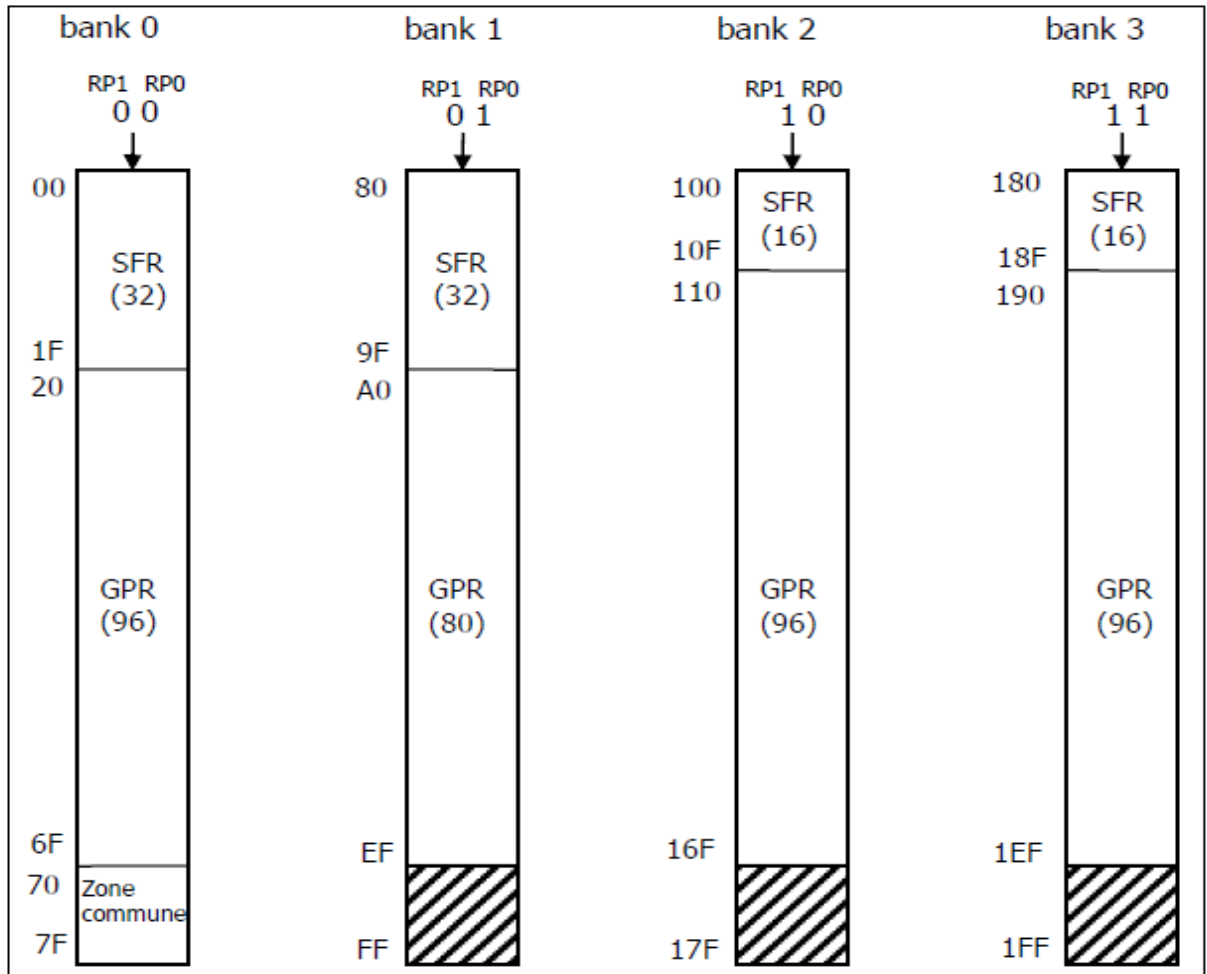 bank 0
bank 1
bank 2
bank 3
RP1 RP0
0 0
RP1 RP0
0 1
RP1 RP0
1 0
RP1 RP0
1 1
00
SFR
(32)
1F
20
GPR
(96)
6F
70
Zone
commune
7F
80
SFR
(32)
9F
A0
GPR
(80)
EF
FF
100
SFR
(16)
10F
110
GPR
(96)
16F
17F
180
SFR
(16)
18F
190
GPR
(96)
1EF
1FF